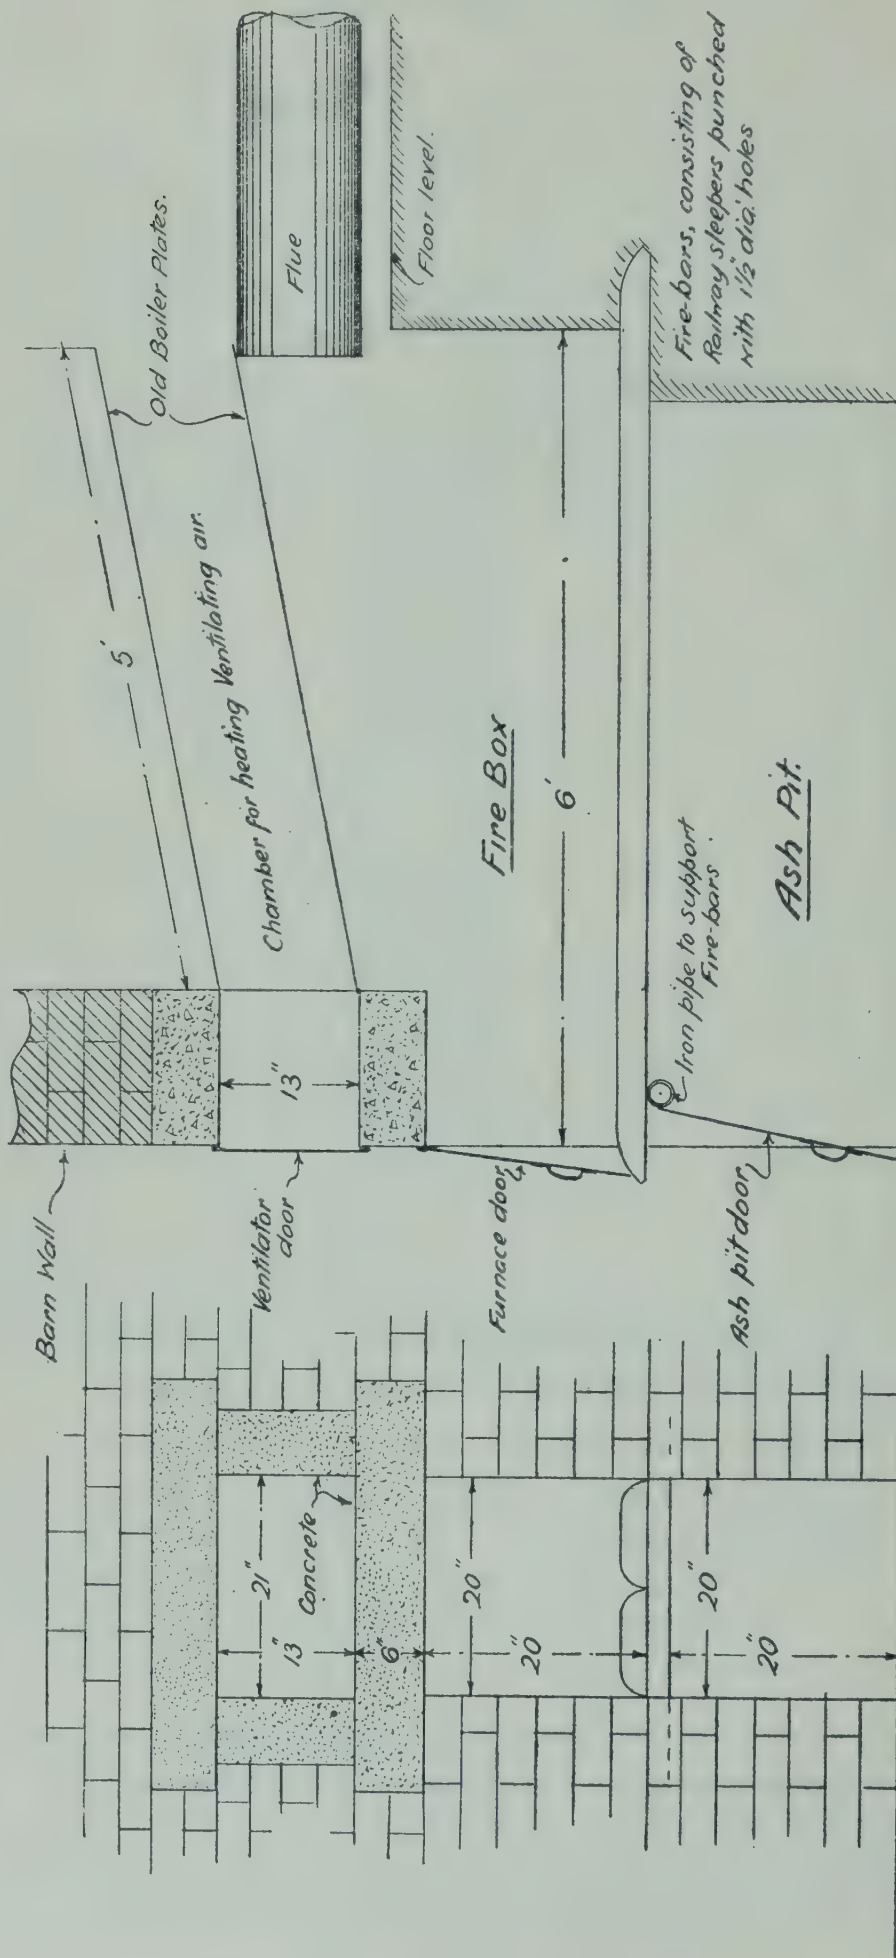 Barn Wall
Ventilator
door
Furnace door
Ash pit door
21"
13"
Concrete
6"
20"
20"
20"
20"
5'
Old Boiler Plates.
Chamber for heating Ventilating air.
13"
Flue
Floor level.
Fire Box
6'
Fire-bars, consisting of
Railway sleepers punched
with 1½" dia. holes
Iron pipe to support
Fire-bars
Ash Pit.